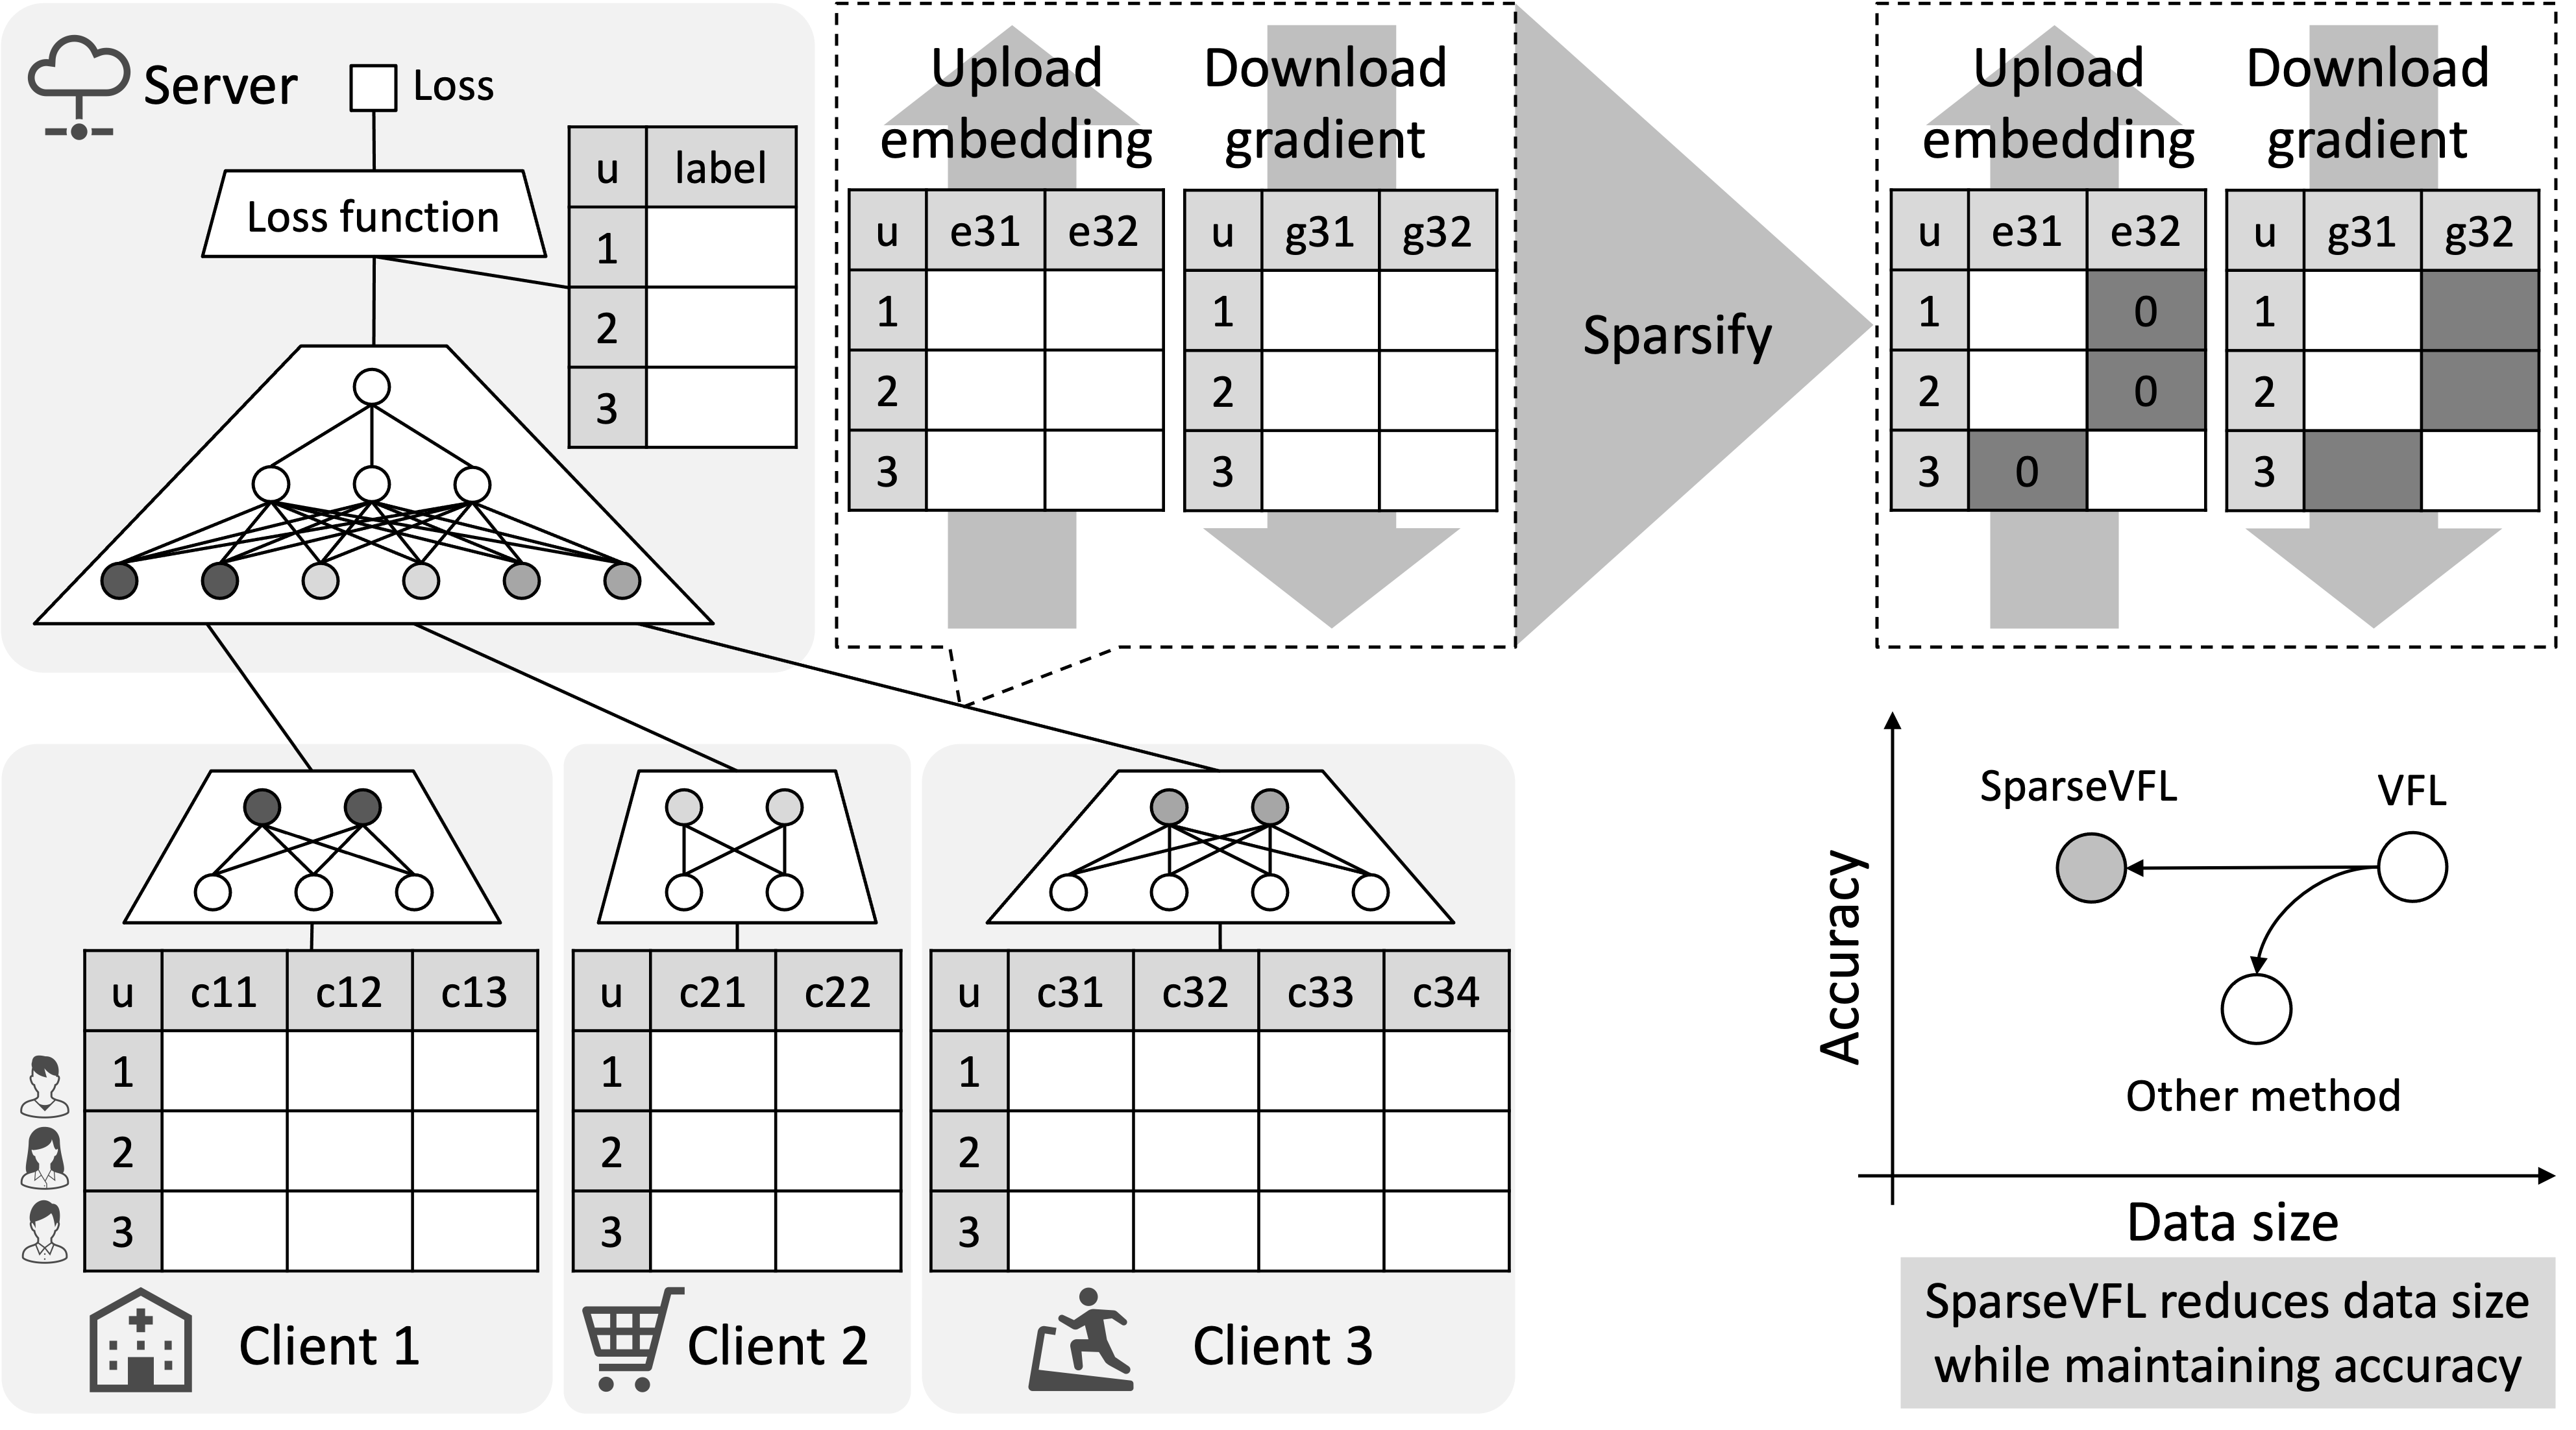 Server
Loss
Loss function
u label
1
2
3
Upload
embedding
u e31 e32
1
2
3
Download
gradient
u g31 g32
1
2
3
Sparsify
Upload
embedding
u e31 e32
1 0
2 0
3 0
Download
gradient
u g31 g32
1
2
3
u c11 c12 c13
1
2
3
Client 1
u c21 c22
1
2
3
Client 2
u c31 c32 c33 c34
1
2
3
Client 3
Accuracy
SparseVFL
VFL
Other method
Data size
SparseVFL reduces data size
while maintaining accuracy